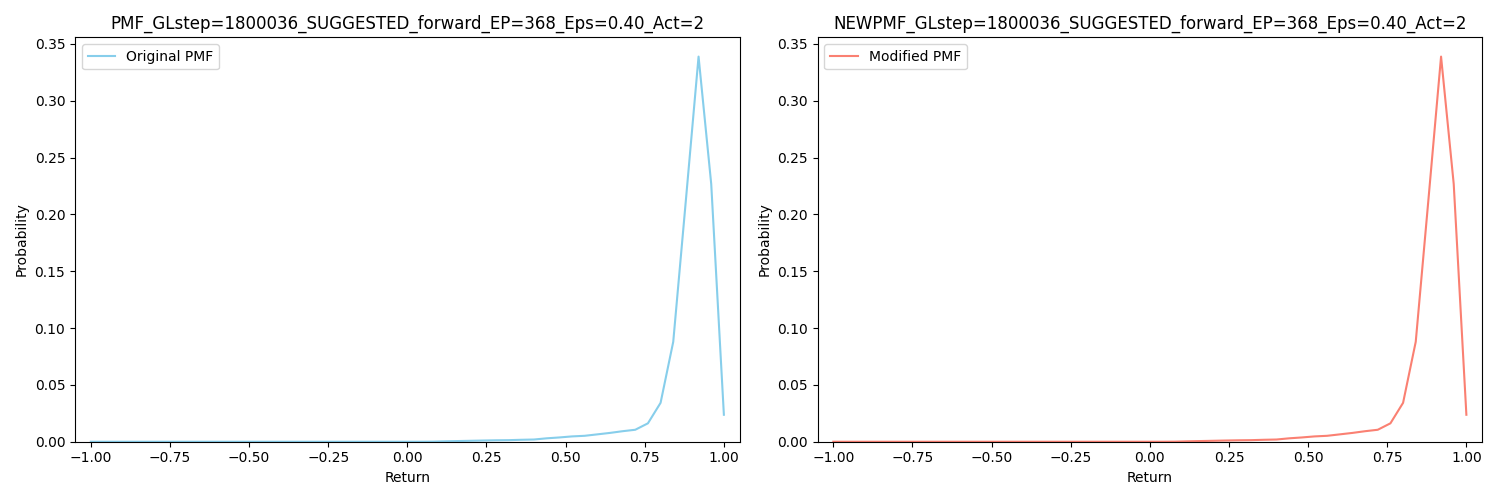 PMF_GLstep=1800036_SUGGESTED_forward_EP=368_Eps=0.40_Act=2
Original PMF
Probability
0.35
0.30
0.25
0.20
0.15
0.10
0.05
0.00
−1.00 −0.75 −0.50 −0.25 0.00 0.25 0.50 0.75 1.00
Return
NEWPMF_GLstep=1800036_SUGGESTED_forward_EP=368_Eps=0.40_Act=2
Modified PMF
Probability
0.35
0.30
0.25
0.20
0.15
0.10
0.05
0.00
−1.00 −0.75 −0.50 −0.25 0.00 0.25 0.50 0.75 1.00
Return